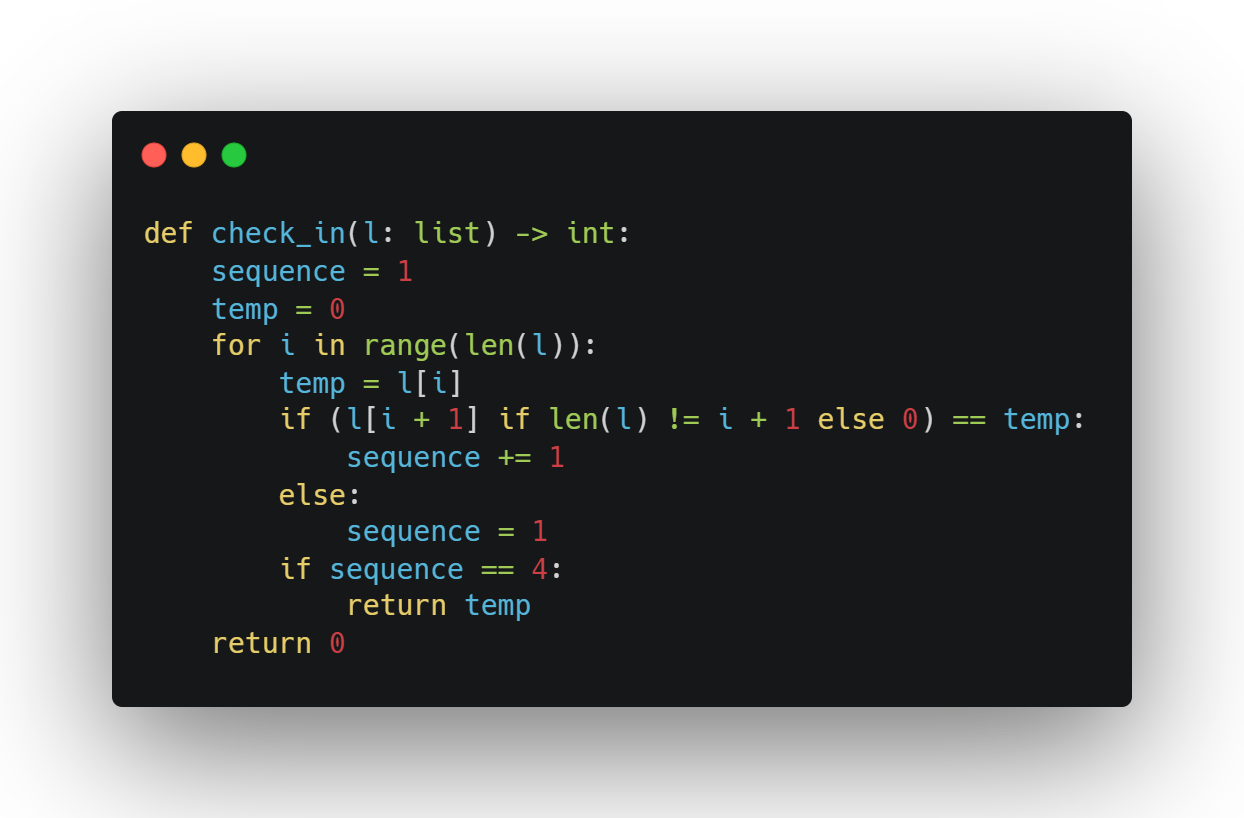 def check_in(l: list) -> int:
    sequence = 1
    temp = 0
    for i in range(len(l)):
        temp = l[i]
        if (l[i + 1] if len(l) != i + 1 else 0) == temp:
            sequence += 1
        else:
            sequence = 1
        if sequence == 4:
            return temp
    return 0